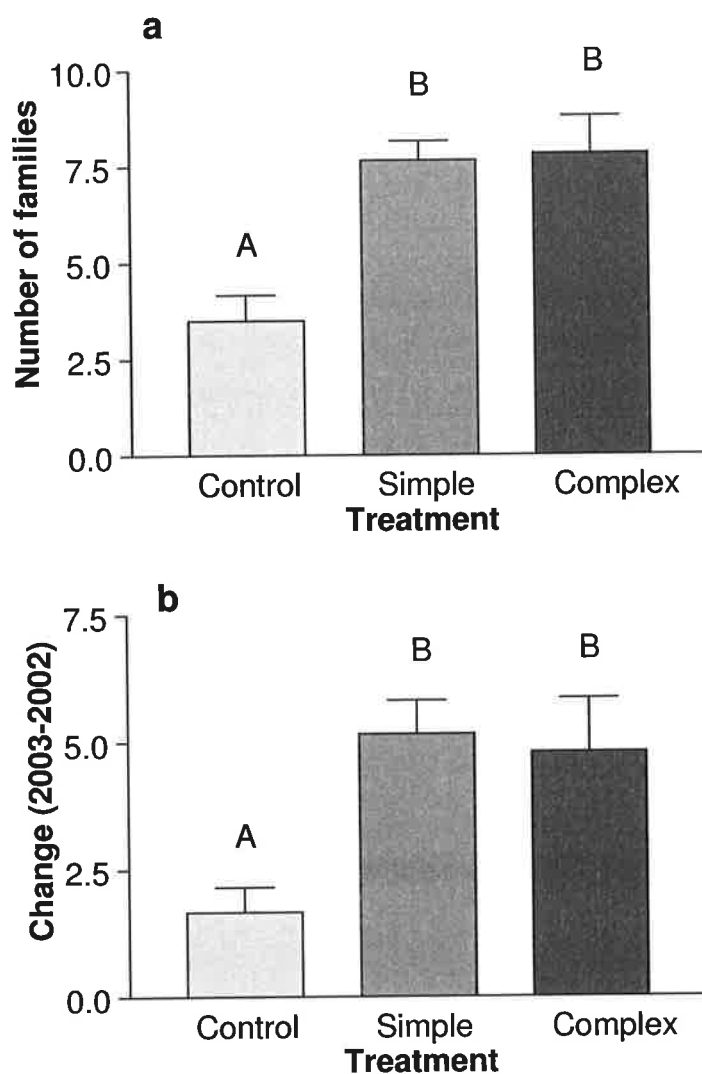 a
Number of families
10.0
7.5
5.0
2.5
0.0
A
B
B
Control
Simple
Complex
Treatment
b
Change (2003-2002)
7.5
5.0
2.5
0.0
A
B
B
Control
Simple
Complex
Treatment